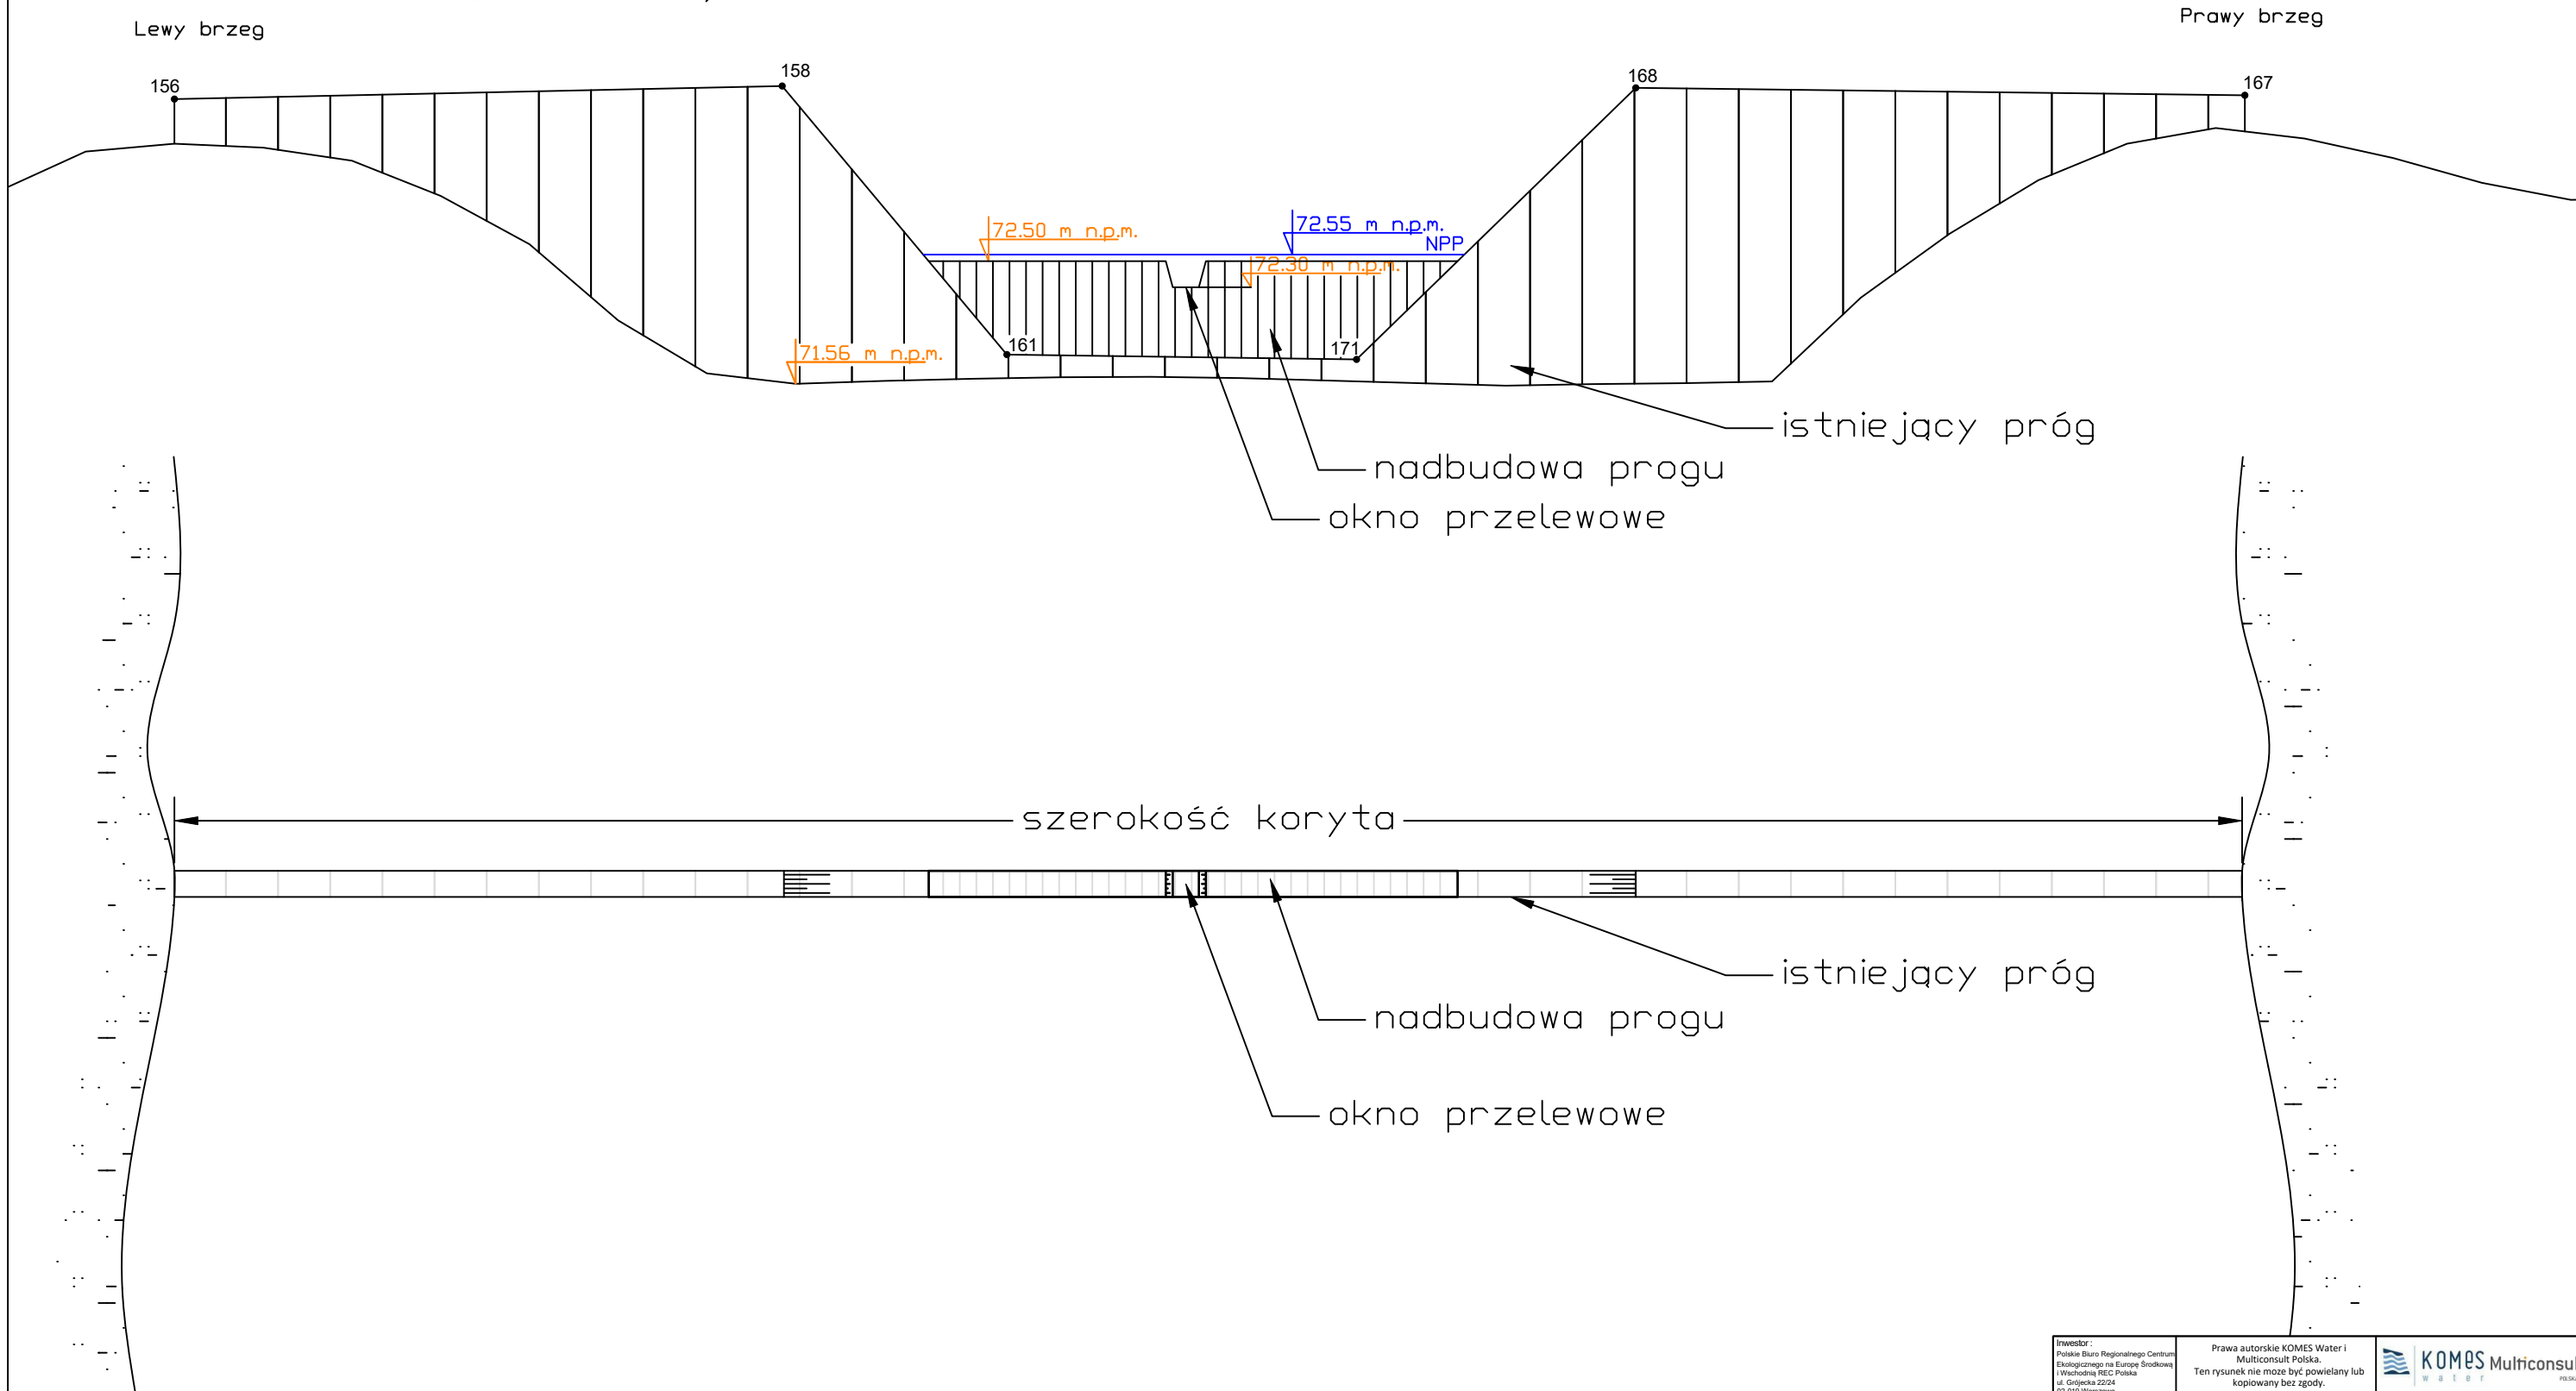 Lewy brzeg
Prawy brzeg
156
158
168
167
72.50 m n.p.m.
72.55 m n.p.m.
NPP
72.30 m n.p.m.
71.56 m n.p.m.
161
171
istniejący próg
nadbudowa progu
okno przelewowe
szerokość koryta
istniejący próg
nadbudowa progu
okno przelewowe
Inwestor :
Polskie Biuro Regionalnego Centrum
Ekologicznego na Europę Środkową
i Wschodnią REC Polska
ul. Grójecka 22/24
Prawa autorskie KOMES Water i
Multiconsult Polska.
Ten rysunek nie moze być powielany lub
kopiowany bez zgody.
KOMES
water